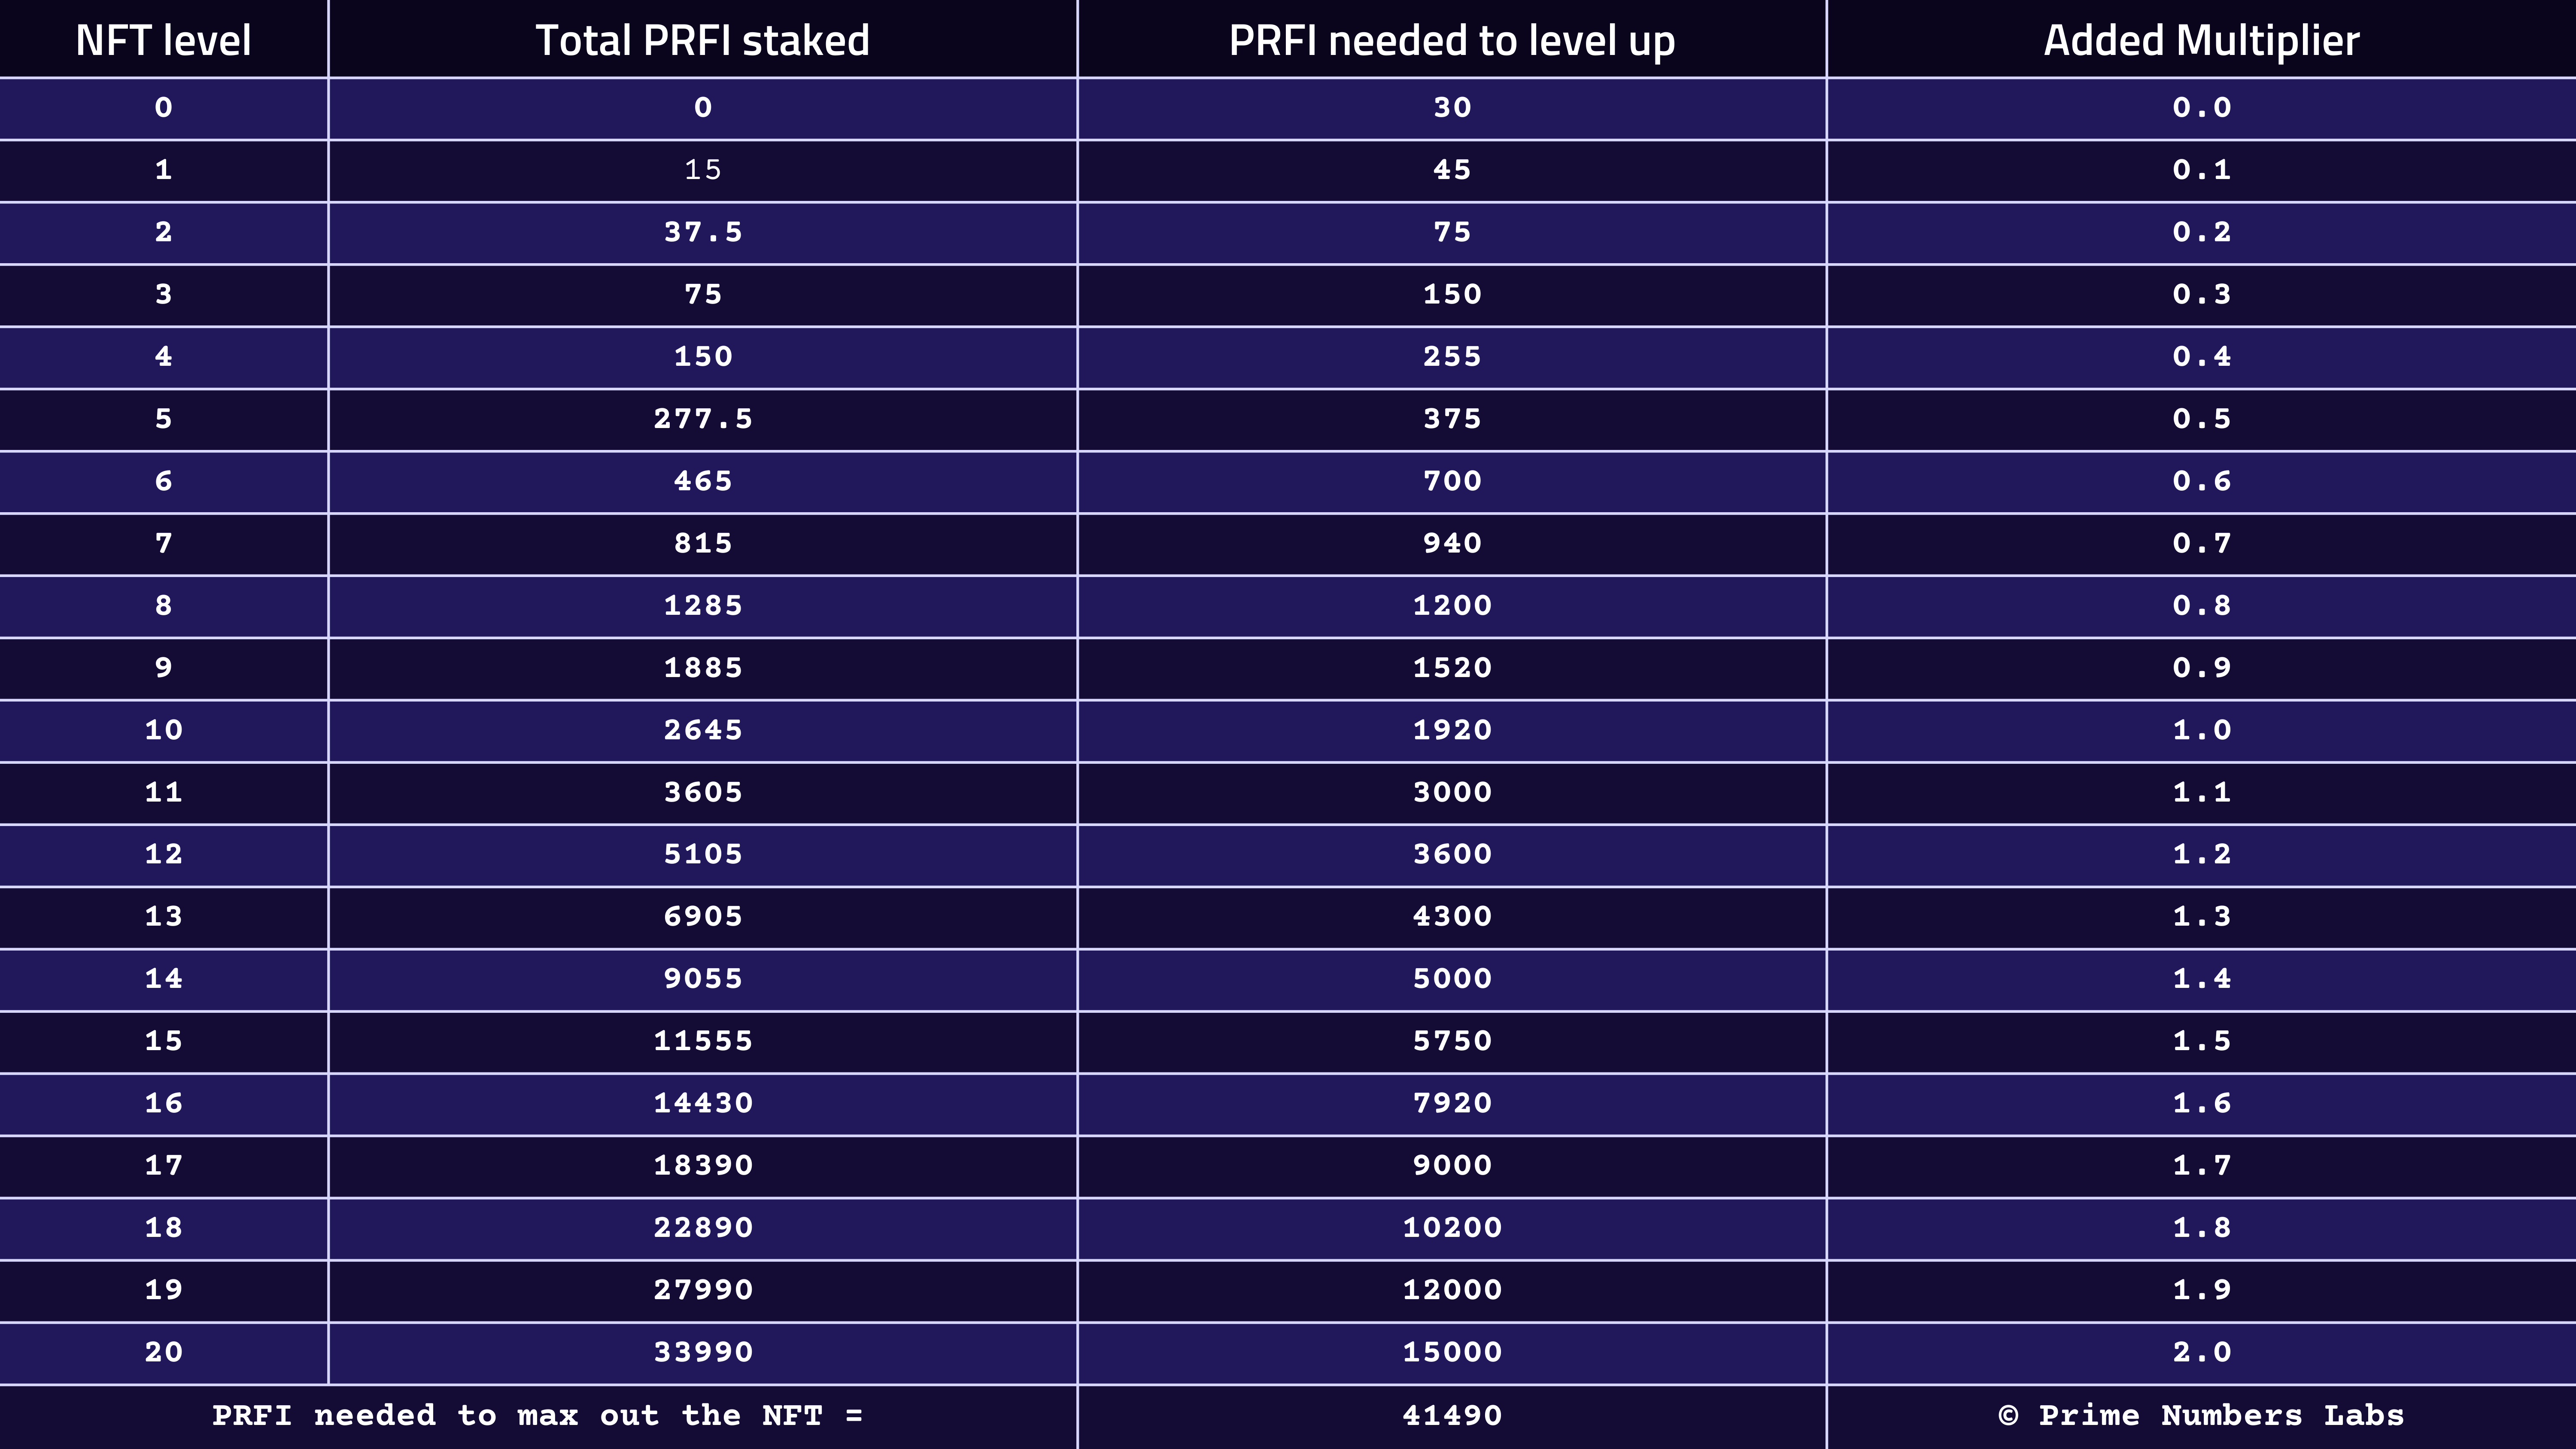 NFT level Total PRFI staked PRFI needed to level up Added Multiplier
0 0 30 0.0
1 15 45 0.1
2 37.5 75 0.2
3 75 150 0.3
4 150 255 0.4
5 277.5 375 0.5
6 465 700 0.6
7 815 940 0.7
8 1285 1200 0.8
9 1885 1520 0.9
10 2645 1920 1.0
11 3605 3000 1.1
12 5105 3600 1.2
13 6905 4300 1.3
14 9055 5000 1.4
15 11555 5750 1.5
16 14430 7920 1.6
17 18390 9000 1.7
18 22890 10200 1.8
19 27990 12000 1.9
20 33990 15000 2.0
PRFI needed to max out the NFT = 41490 © Prime Numbers Labs